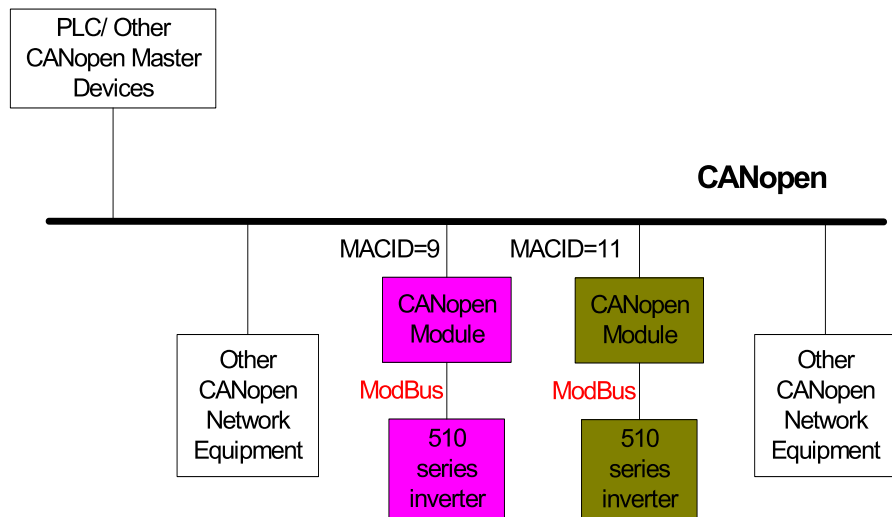 PLC/ Other
CANopen Master
Devices
CANopen
MACID=9
MACID=11
CANopen
Module
CANopen
Module
Other
CANopen
Network
Equipment
ModBus
ModBus
Other
CANopen
Network
Equipment
510
series
inverter
510
series
inverter